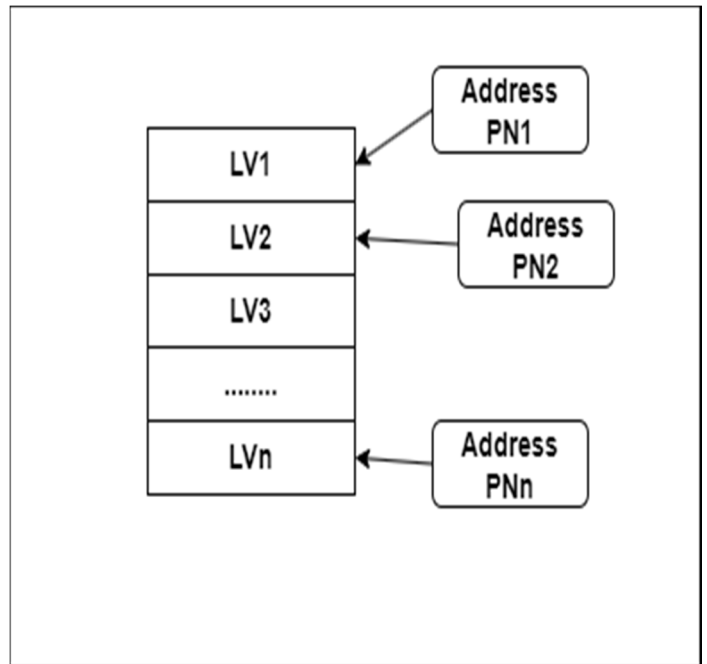 Address
PN1
LV1
Address
PN2
LV2
LV3
........
Address
PNn
LVn